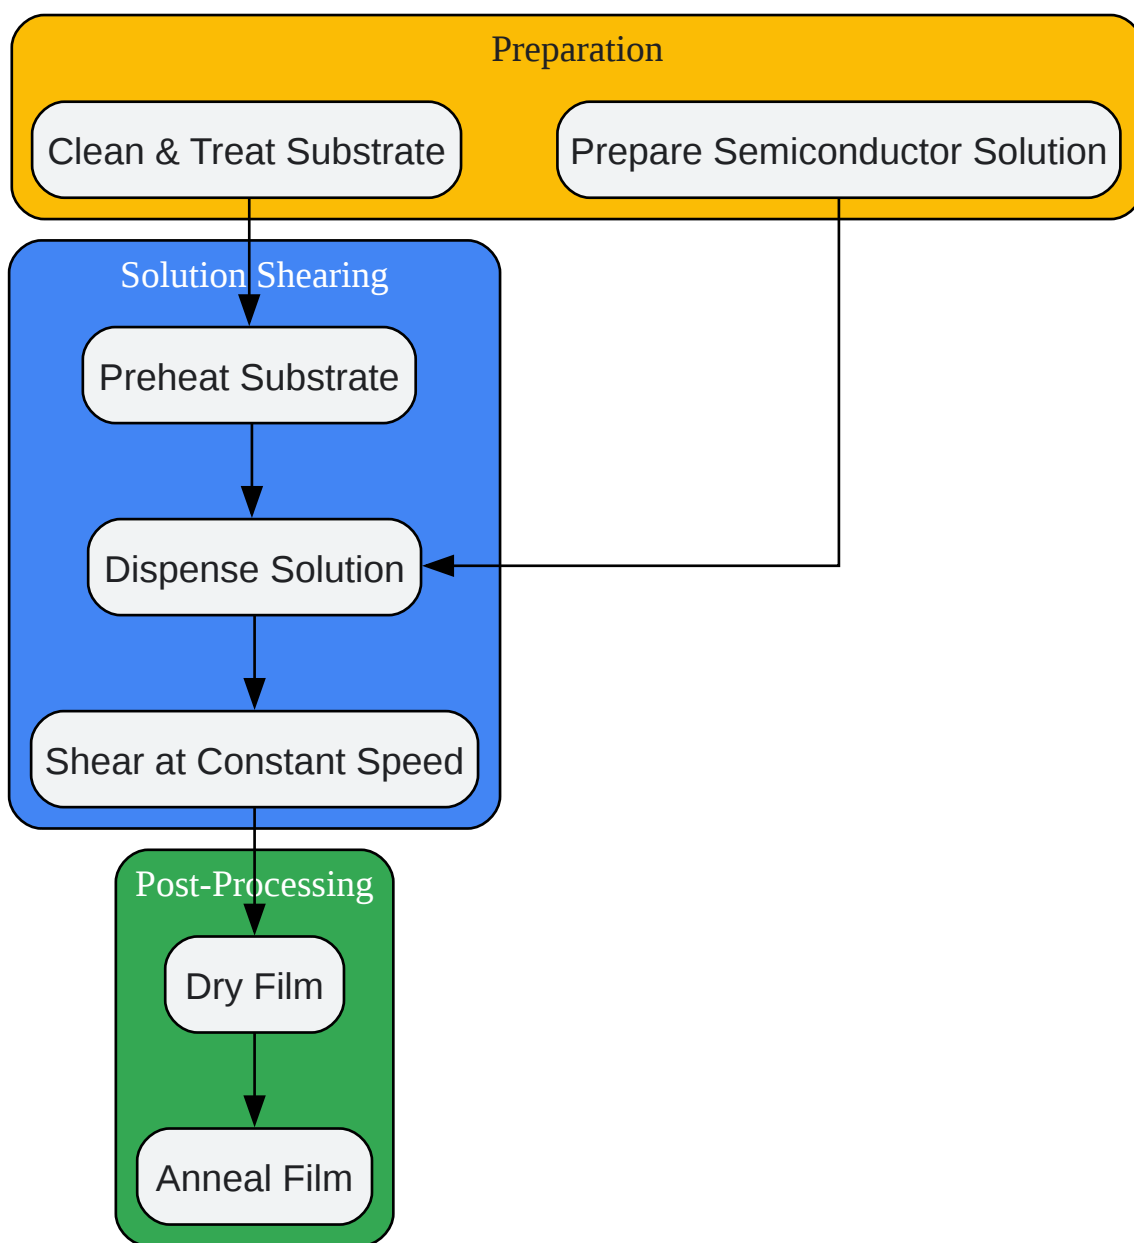 Preparation
Clean & Treat Substrate
Prepare Semiconductor Solution
Solution Shearing
Preheat Substrate
Dispense Solution
Shear at Constant Speed
Post-Processing
Dry Film
Anneal Film